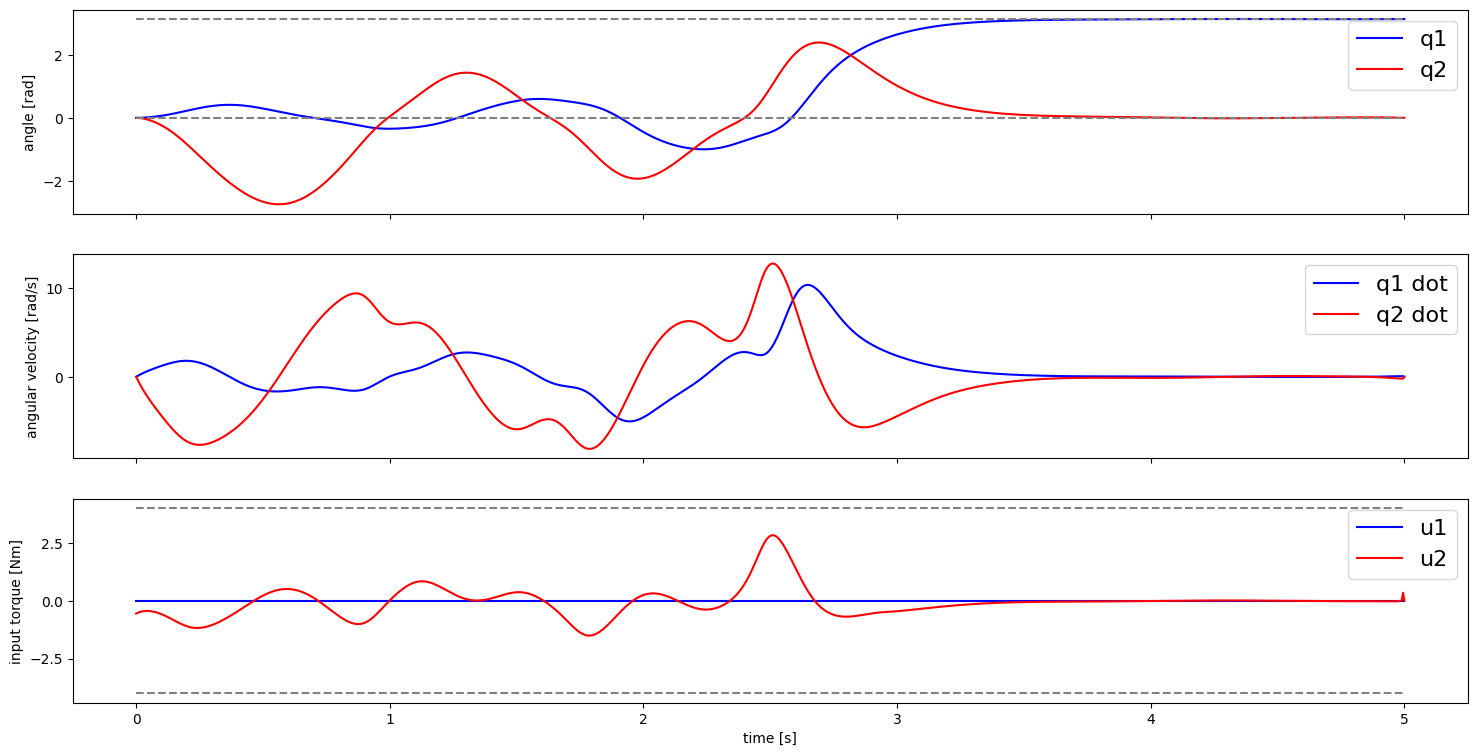 angle [rad]
2
0
−2
q1
q2
angular velocity [rad/s]
10
0
q1 dot
q2 dot
input torque [Nm]
2.5
0.0
−2.5
u1
u2
0
1
2
3
4
5
time [s]